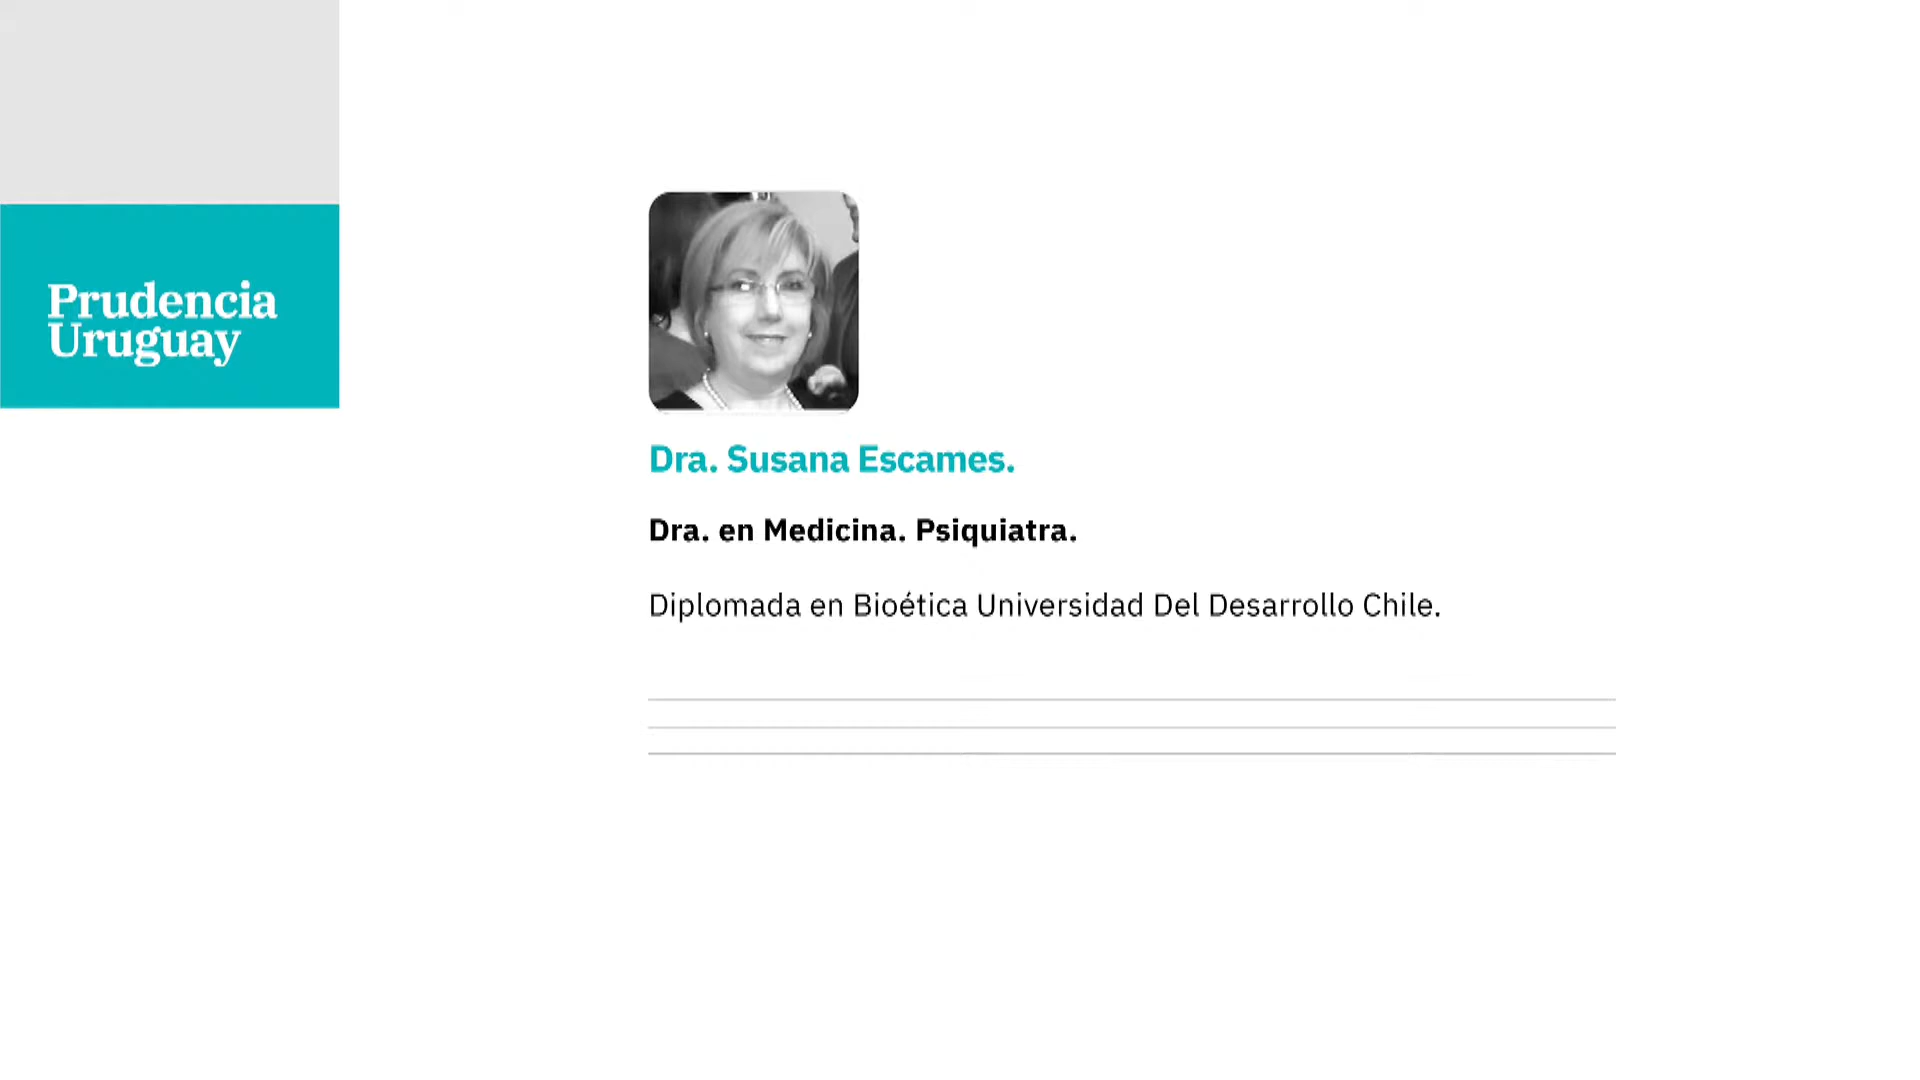 Prudencia
Uruguay
Dra. Susana Escames.
Dra. en Medicina. Psiquiatra.
Diplomada en Bioética Universidad Del Desarrollo Chile.